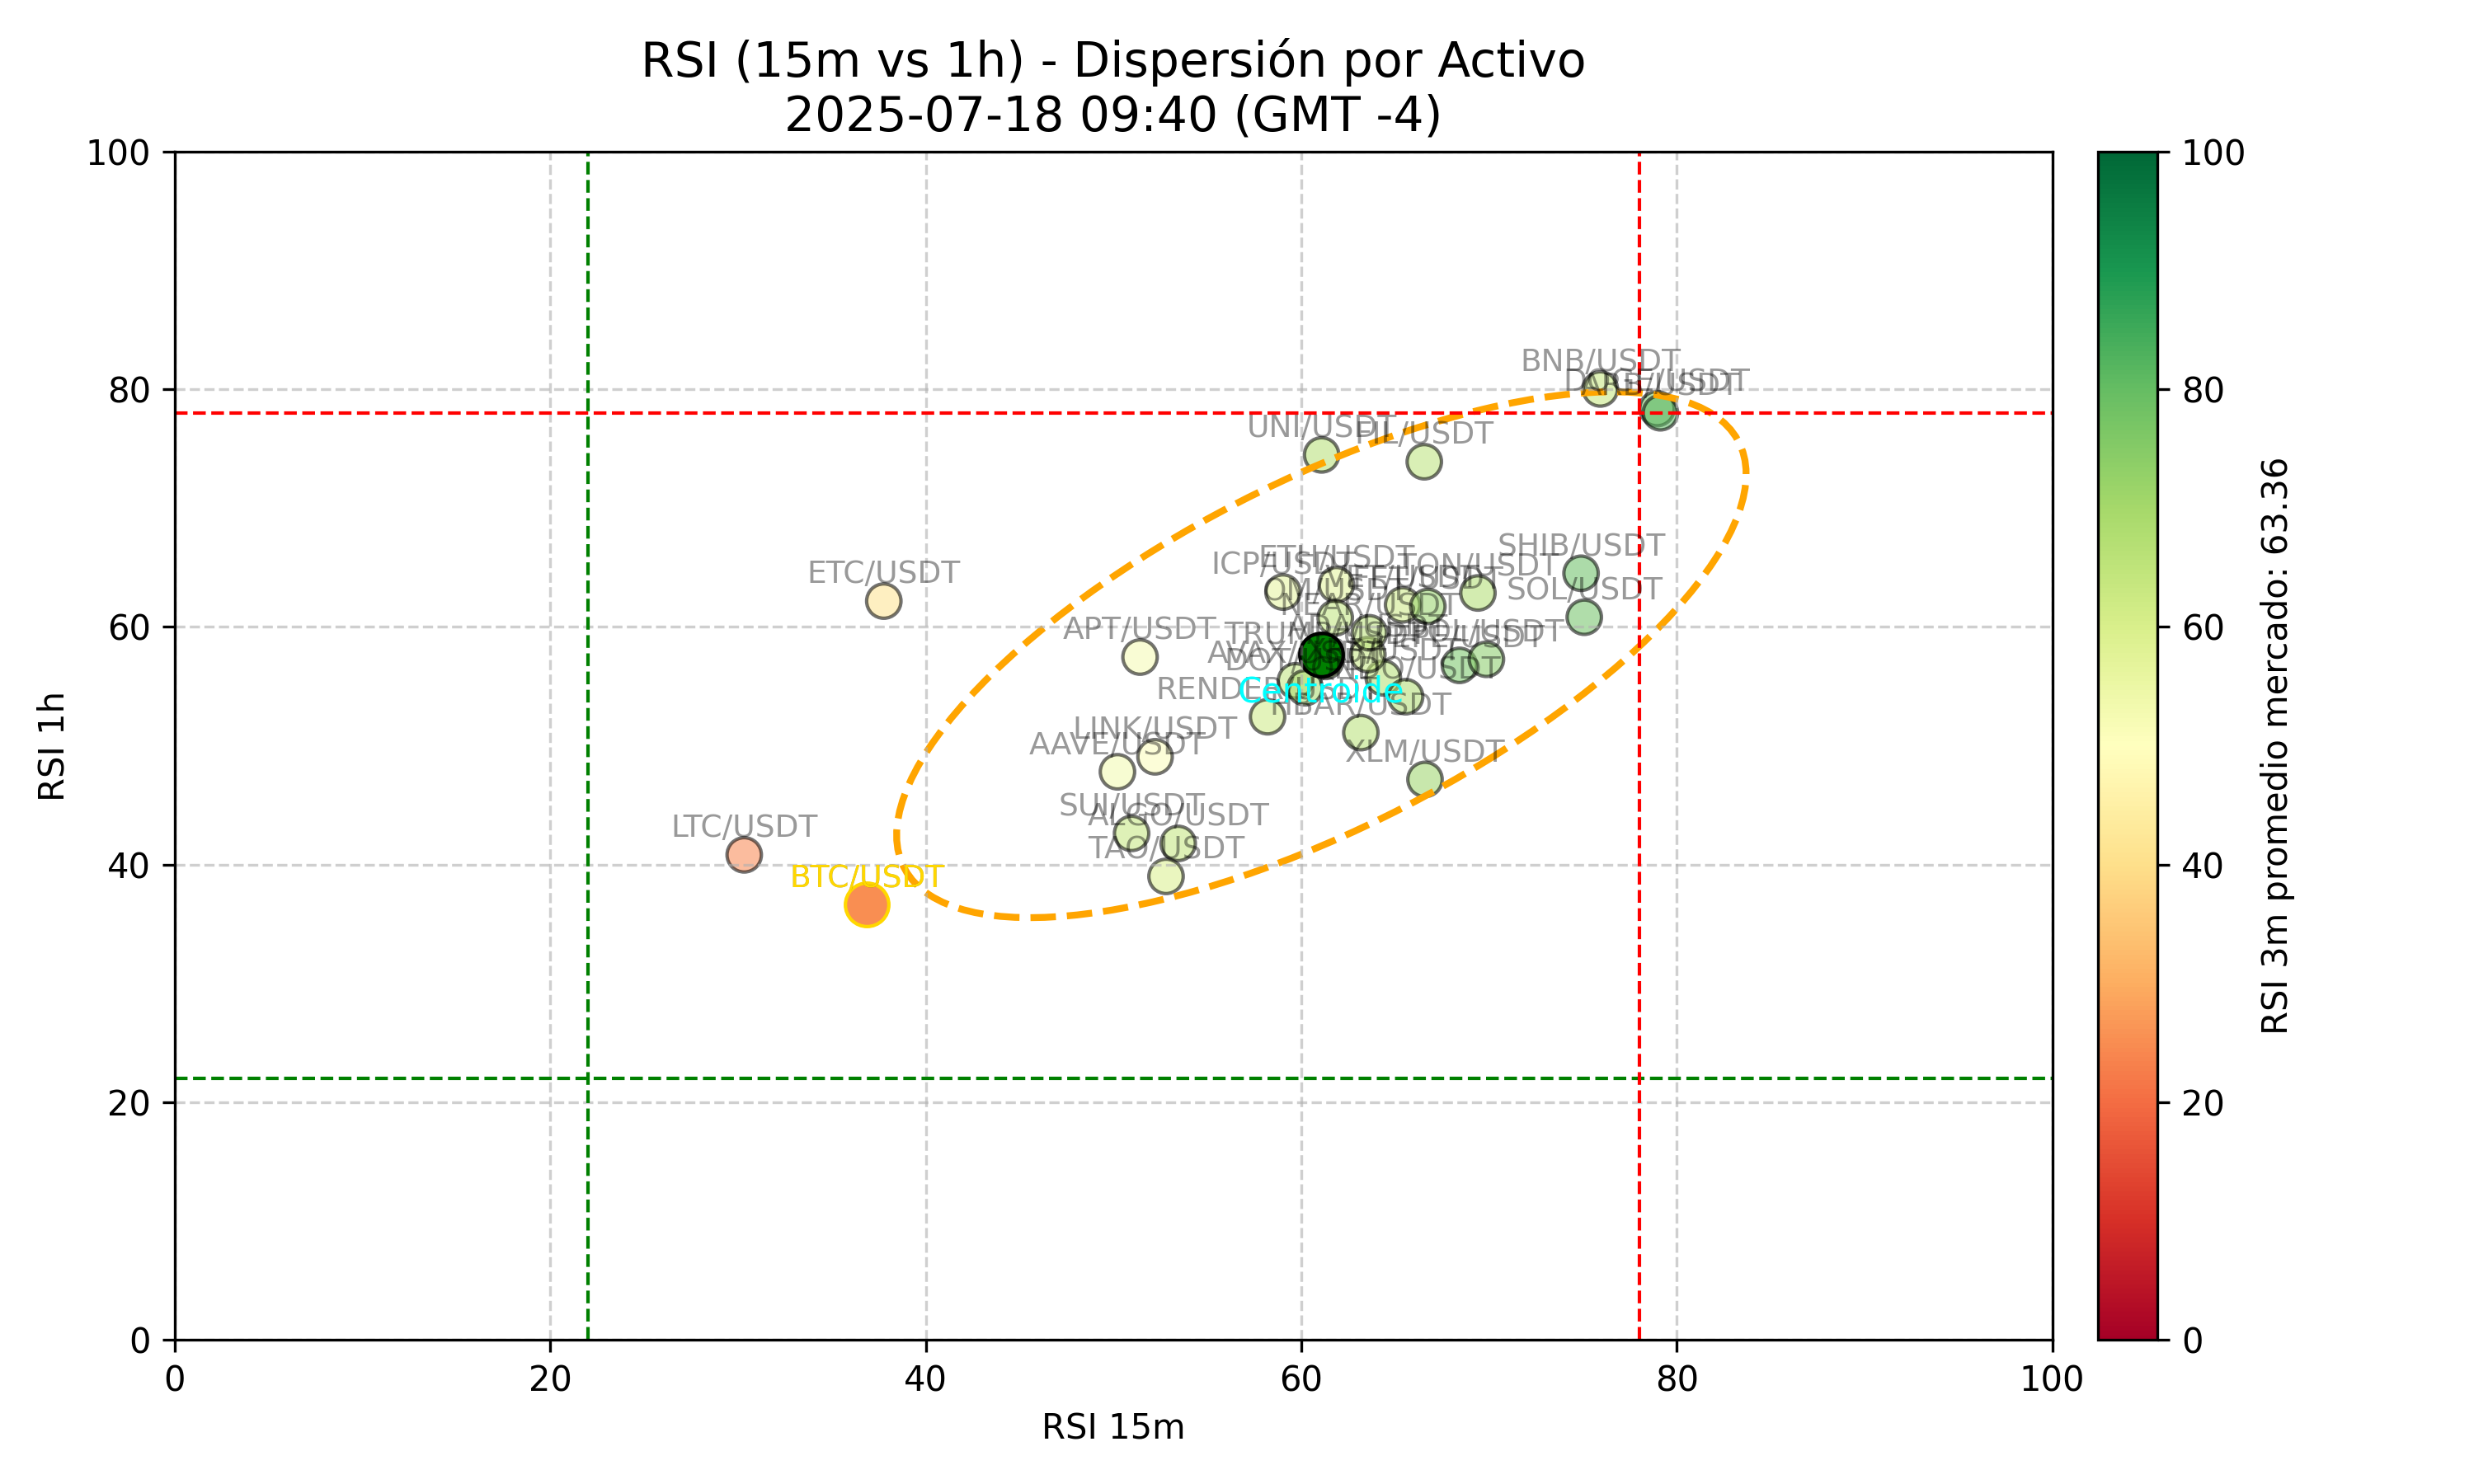 RSI (15m vs 1h) - Dispersión por Activo
2025-07-18 09:40 (GMT -4)
100
80
60
40
20
0
RSI 1h
0
20
40
60
80
100
RSI 15m
BNB/USDT
UNI/USDT
FIL/USDT
SHIB/USDT
SOL/USDT
ETC/USDT
APT/USDT
ICP/USDT
ETH/USDT
TON/USDT
NEAR/USDT
Centroide
HBAR/USDT
XLM/USDT
LINK/USDT
AAVE/USDT
SUI/USDT
ALGO/USDT
TAO/USDT
LTC/USDT
BTC/USDT
100
80
60
40
20
0
RSI 3m promedio mercado: 63.36